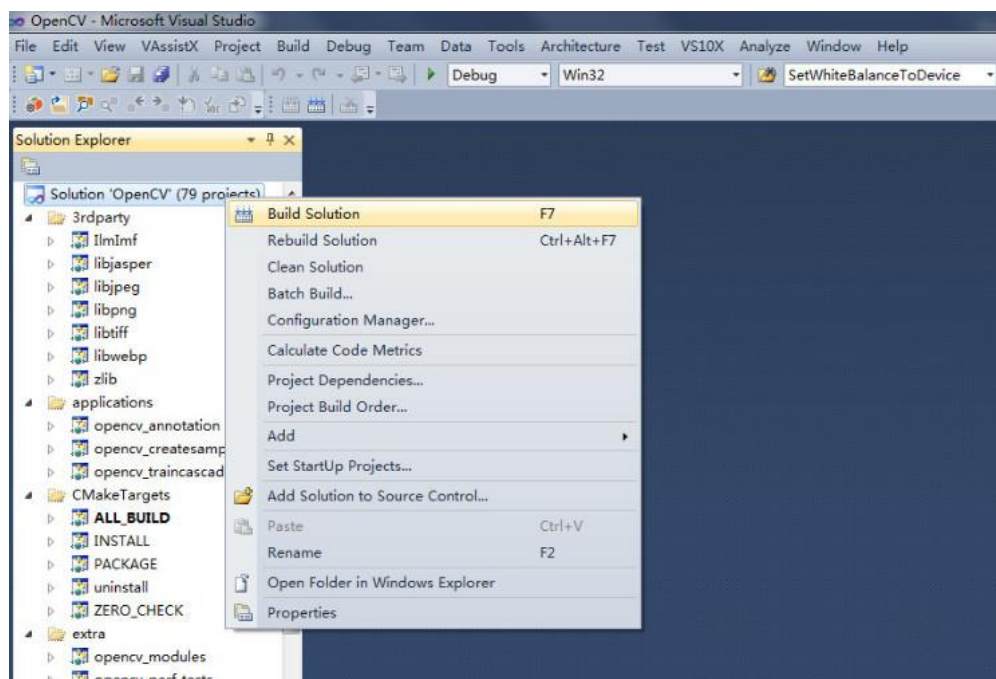 OpenCV - Microsoft Visual Studio
File Edit View VAssistX Project Build Debug Team Data Tools Architecture Test VS10X Analyze Window Help
Debug Win32 SetWhiteBalanceToDevice
Solution Explorer
Solution 'OpenCV' (79 projects)
3rdparty
IlmImf
libjasper
libjpeg
libpng
libtiff
libwebp
zlib
applications
opencv_annotation
opencv_createsamp
opencv_traincascad
CMakeTargets
ALL_BUILD
INSTALL
PACKAGE
uninstall
ZERO_CHECK
extra
opencv_modules
Build Solution F7
Rebuild Solution Ctrl+Alt+F7
Clean Solution
Batch Build...
Configuration Manager...
Calculate Code Metrics
Project Dependencies...
Project Build Order...
Add
Set StartUp Projects...
Add Solution to Source Control...
Paste Ctrl+V
Rename F2
Open Folder in Windows Explorer
Properties